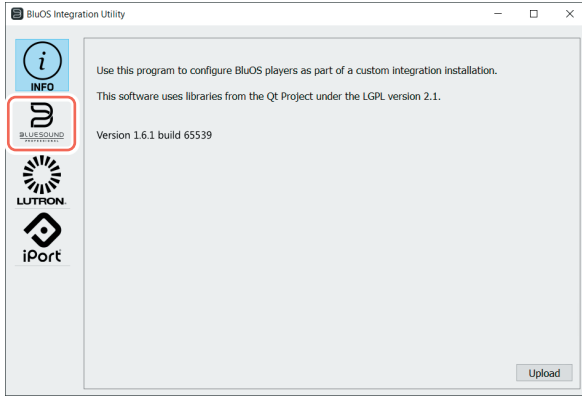 BluOS Integration Utility
INFO
BLUESOUND
PROFESSIONAL
LUTRON.
iPort
Use this program to configure BluOS players as part of a custom integration installation.
This software uses libraries from the Qt Project under the LGPL version 2.1.
Version 1.6.1 build 65539
Upload